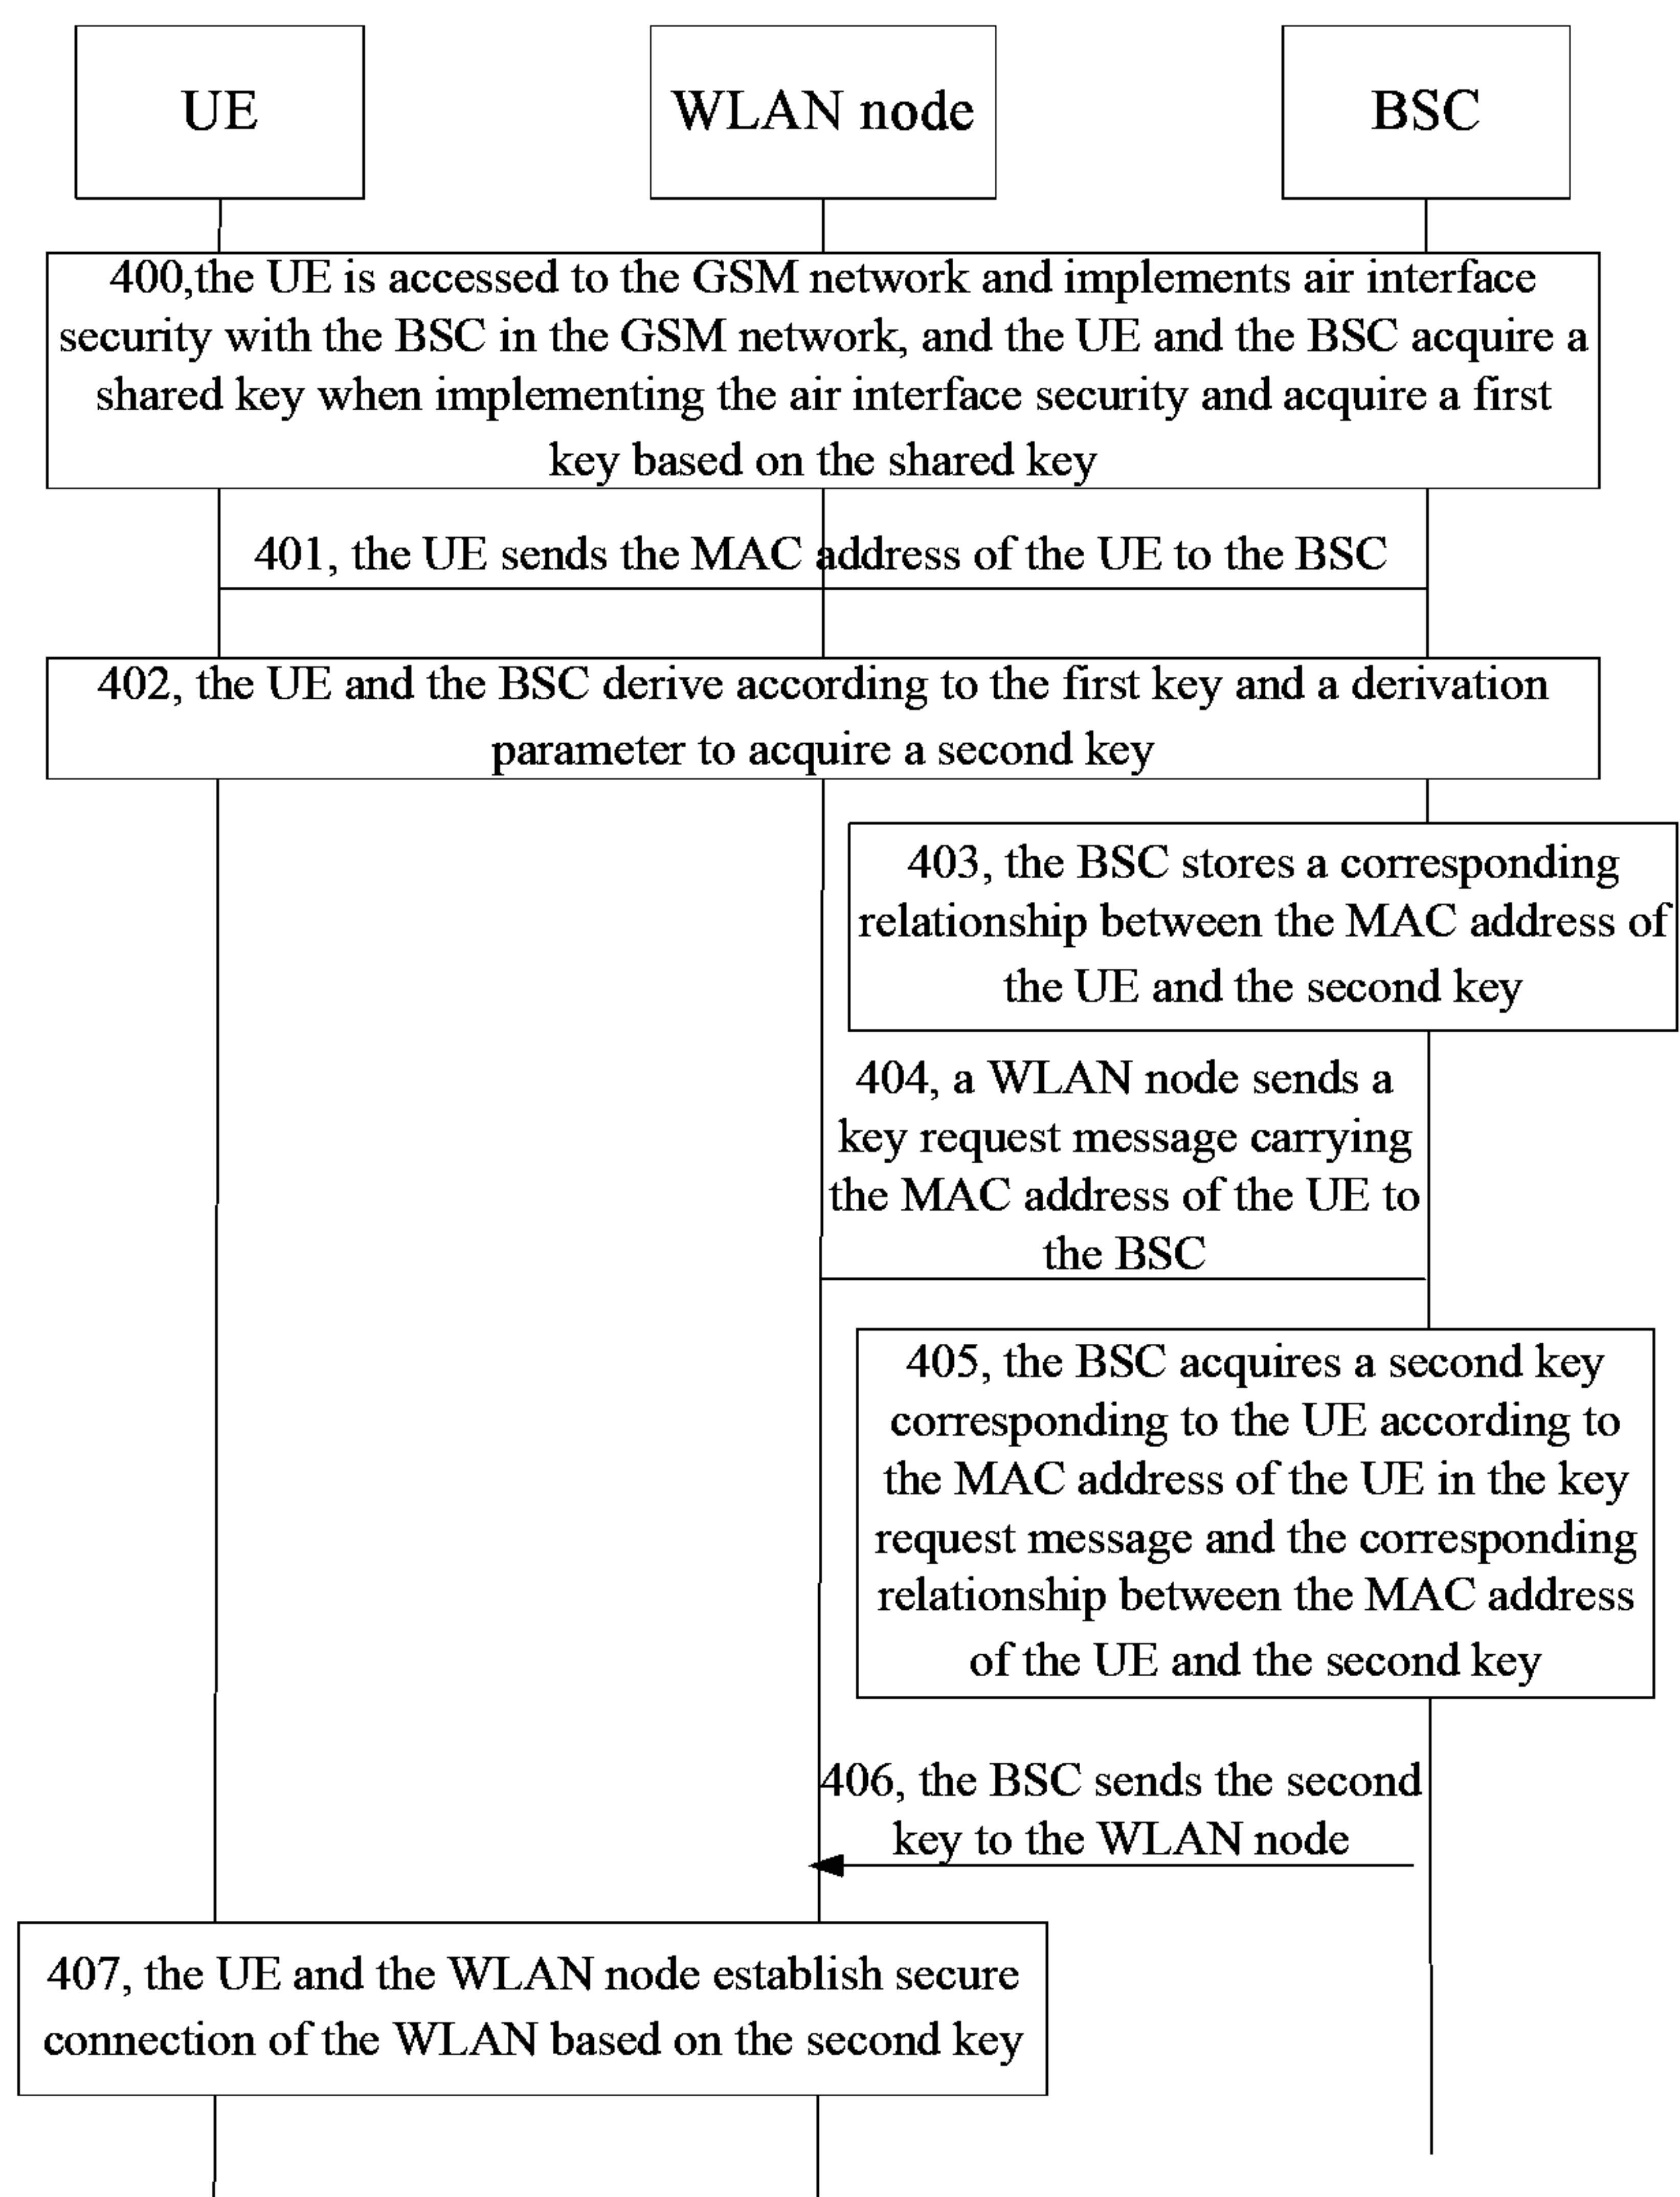 UE
WLAN node
BSC
400,the UE is accessed to the GSM network and implements air interface
security with the BSC in the GSM network, and the UE and the BSC acquire a
shared key when implementing the air interface security and acquire a first
key based on the shared key
401, the UE sends the MAC address of the UE to the BSC
402, the UE and the BSC derive according to the first key and a derivation
parameter to acquire a second key
403, the BSC stores a corresponding
relationship between the MAC address of
the UE and the second key
404, a WLAN node sends a
key request message carrying
the MAC address of the UE to
the BSC
405, the BSC acquires a second key
corresponding to the UE according to
the MAC address of the UE in the key
request message and the corresponding
relationship between the MAC address
of the UE and the second key
406, the BSC sends the second
key to the WLAN node
407, the UE and the WLAN node establish secure
connection of the WLAN based on the second key